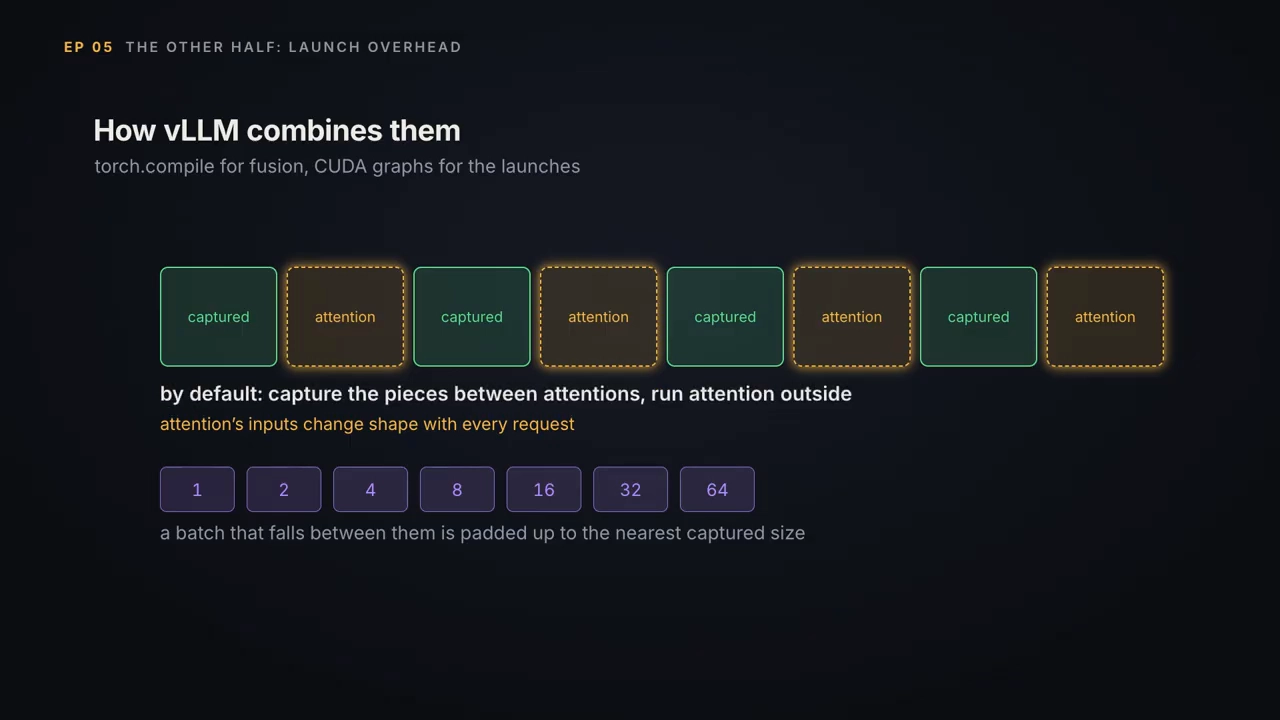 EP 05 THE OTHER HALF: LAUNCH OVERHEAD
How vLLM combines them
torch.compile for fusion, CUDA graphs for the launches
captured attention captured attention captured attention captured attention
by default: capture the pieces between attentions, run attention outside
attention’s inputs change shape with every request
1 2 4 8 16 32 64
a batch that falls between them is padded up to the nearest captured size